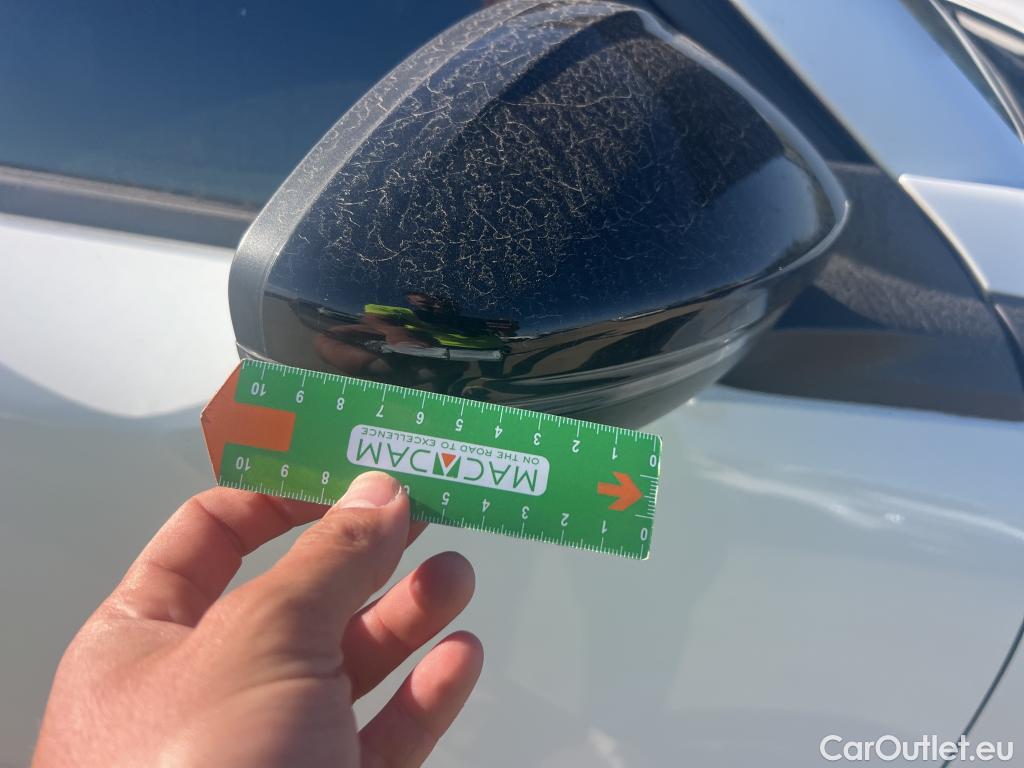 10 9 8 7 6 5 4 3 2 1 0
ON THE ROAD TO EXCELLENCE
MACADAM
10 9 8 6 5 4 3 2 1 0
CarOutlet.eu